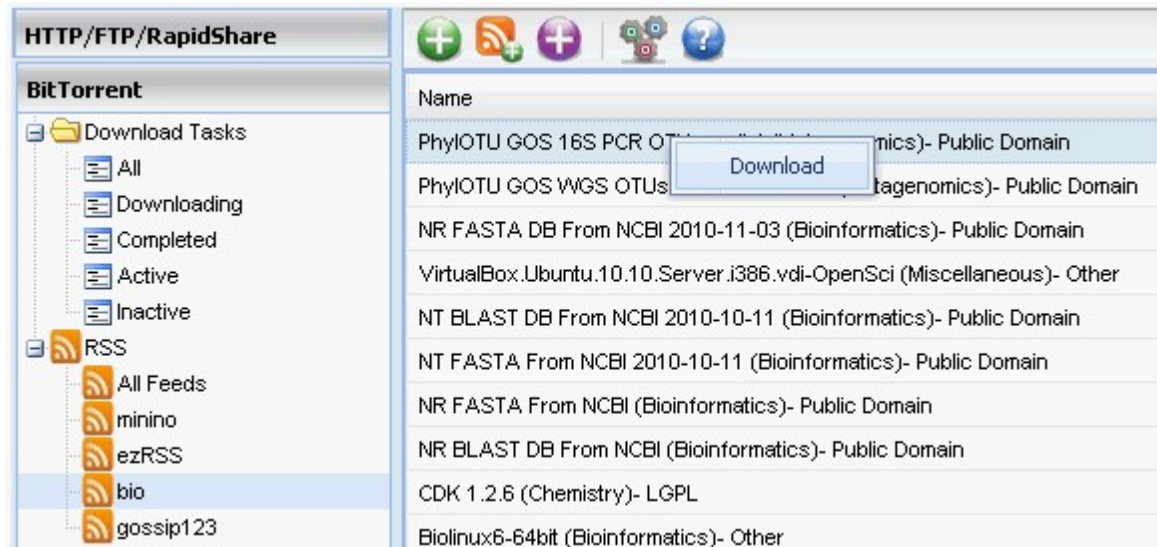 HTTP/FTP/RapidShare
BitTorrent
Download Tasks
All
Downloading
Completed
Active
Inactive
RSS
All Feeds
minino
ezRSS
bio
gossip123
Name
PhylOTU GOS 16S PCR mics)- Public Domain
Download
PhylOTU GOS WGS OTUs tagenomics)- Public Domain
NR FASTA DB From NCBI 2010-11-03 (Bioinformatics)- Public Domain
VirtualBox.Ubuntu.10.10.Server.i386.vdi-OpenSci (Miscellaneous)- Other
NT BLAST DB From NCBI 2010-10-11 (Bioinformatics)- Public Domain
NT FASTA From NCBI 2010-10-11 (Bioinformatics)- Public Domain
NR FASTA From NCBI (Bioinformatics)- Public Domain
NR BLAST DB From NCBI (Bioinformatics)- Public Domain
CDK 1.2.6 (Chemistry)- LGPL
Biolinux6-64bit (Bioinformatics)- Other